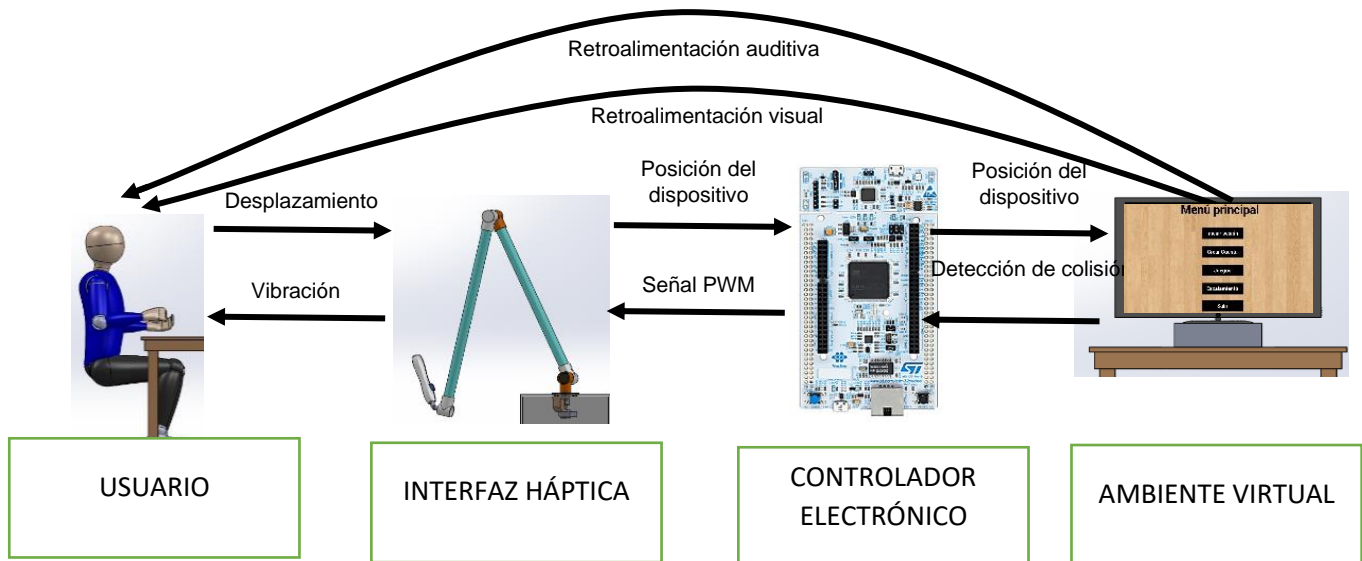 Retroalimentación auditiva
Retroalimentación visual
Desplazamiento
Vibración
Posición del
dispositivo
Señal PWM
Posición del
dispositivo
Detección de colisión
Menú principal
Juegos
Salir
USUARIO
INTERFAZ HÁPTICA
CONTROLADOR
ELECTRÓNICO
AMBIENTE VIRTUAL